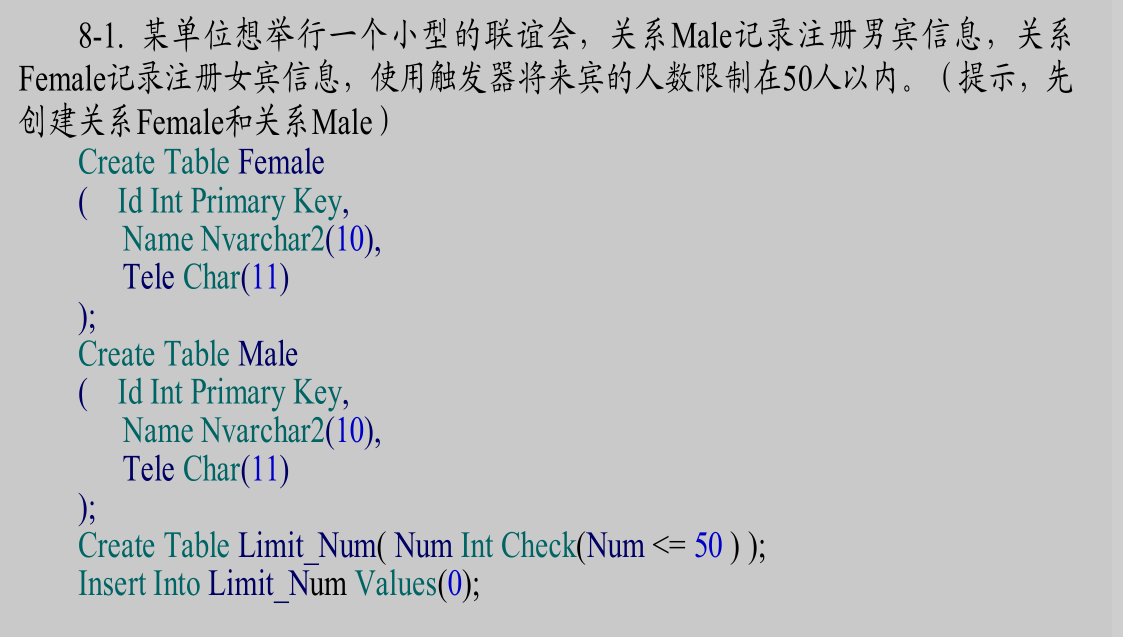 8-1. 某单位想举行一个小型的联谊会，关系Male记录注册男宾信息，关系
Female记录注册女宾信息，使用触发器将来宾的人数限制在50人以内。（提示，先
创建关系Female和关系Male）
Create Table Female
( Id Int Primary Key,
Name Nvarchar2(10),
Tele Char(11)
);
Create Table Male
( Id Int Primary Key,
Name Nvarchar2(10),
Tele Char(11)
);
Create Table Limit_Num( Num Int Check(Num <= 50 ) );
Insert Into Limit_Num Values(0);